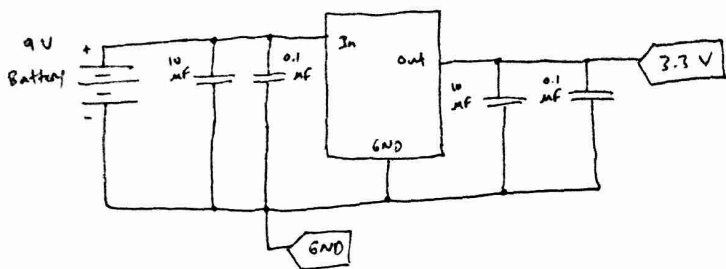 9V
Battery
+
-
10
μF
0.1
μF
In
Out
GND
10
μF
0.1
μF
3.3 V
GND